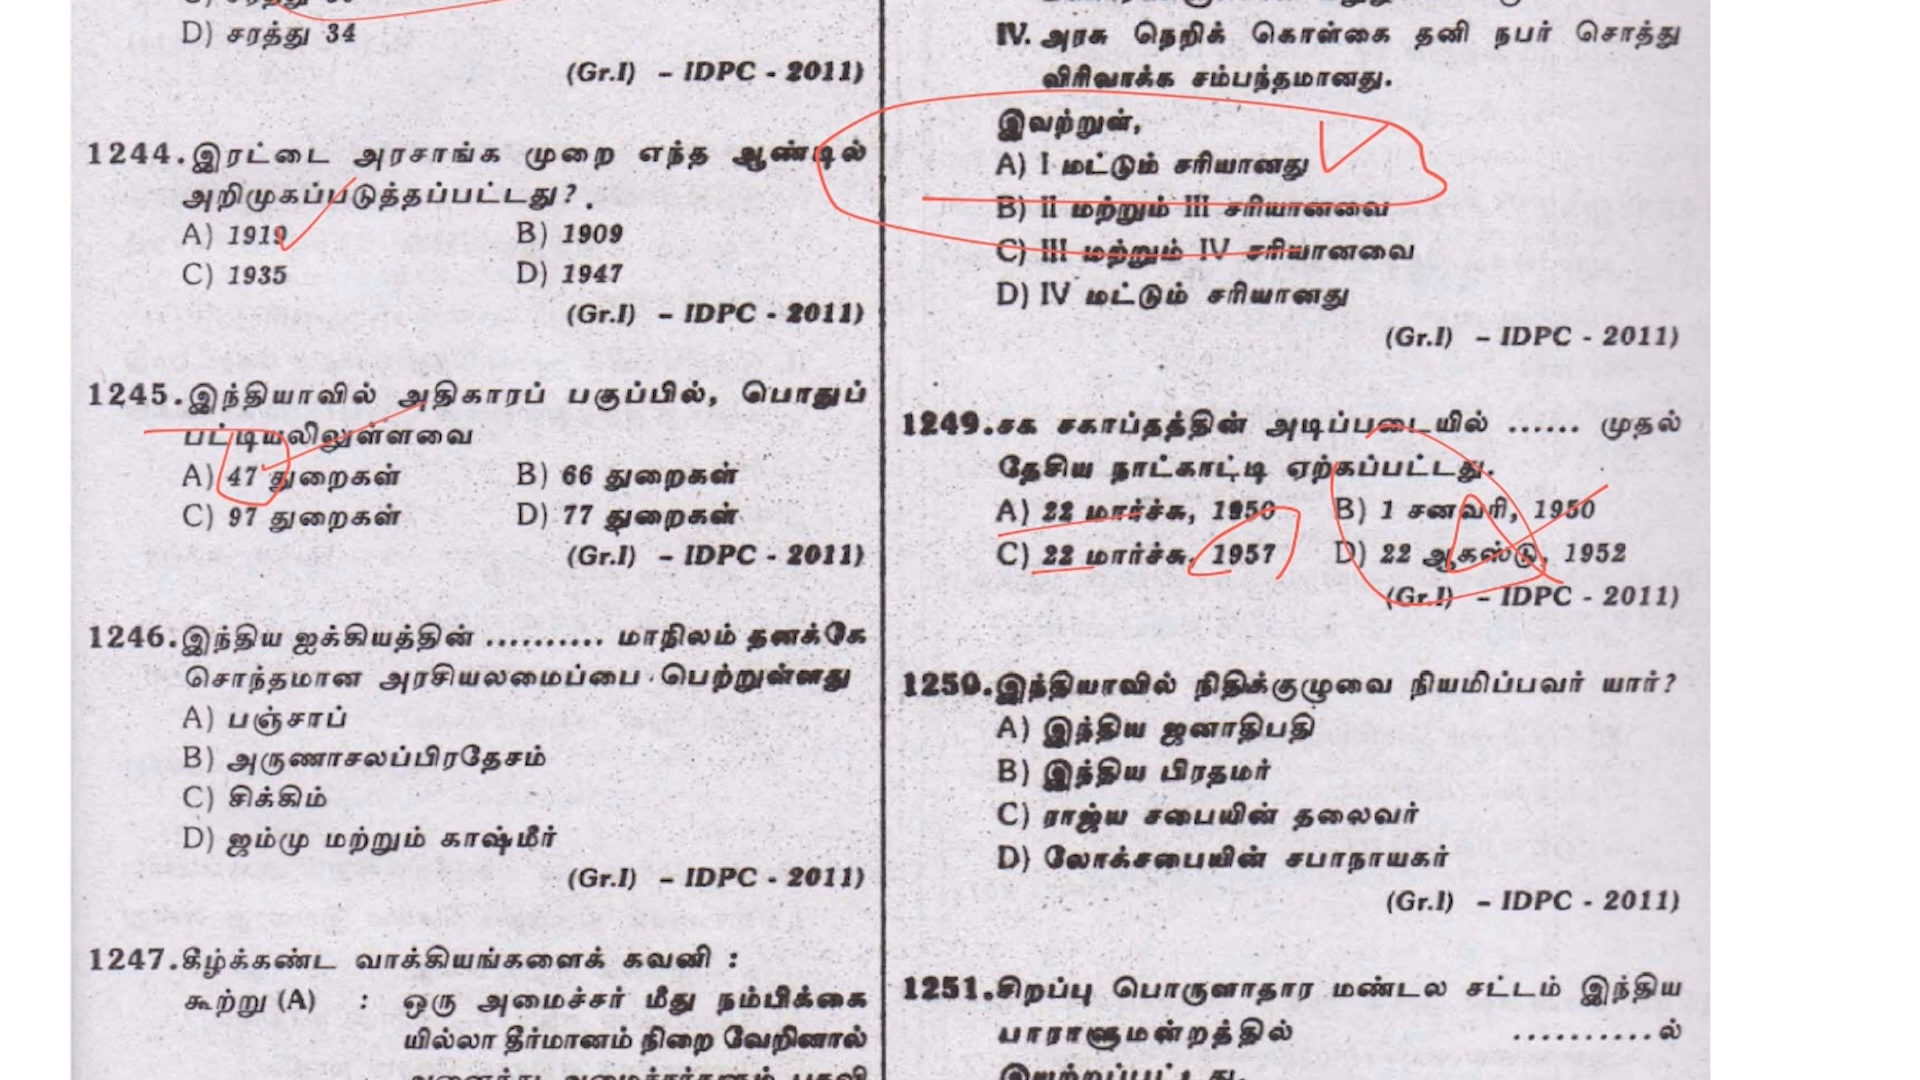 D) சரத்து 34
(Gr.I) – IDPC - 2011)
1244.இரட்டை அரசாங்க முறை எந்த ஆண்டில்
அறிமுகப்படுத்தப்பட்டது?
A) 1919 B) 1909
C) 1935 D) 1947
(Gr.I) – IDPC - 2011)
1245.இந்தியாவில் அதிகாரப் பகுப்பில், பொதுப்
பட்டியலிலுள்ளவை
A) 47 துறைகள் B) 66 துறைகள்
C) 97 துறைகள் D) 77 துறைகள்
(Gr.I) – IDPC - 2011)
1246.இந்திய ஐக்கியத்தின் .......... மாநிலம் தனக்கே
சொந்தமான அரசியலமைப்பை பெற்றுள்ளது
A) பஞ்சாப்
B) அருணாசலப்பிரதேசம்
C) சிக்கிம்
D) ஜம்மு மற்றும் காஷ்மீர்
(Gr.I) – IDPC - 2011)
1247.கீழ்க்கண்ட வாக்கியங்களைக் கவனி :
கூற்று (A) : ஒரு அமைச்சர் மீது நம்பிக்கை
யில்லா தீர்மானம் நிறை வேறினால்
IV. அரசு நெறிக் கொள்கை தனி நபர் சொத்து
விரிவாக்க சம்பந்தமானது.
இவற்றுள்,
A) I மட்டும் சரியானது
B) II மற்றும் III சரியானவை
C) III மற்றும் IV சரியானவை
D) IV மட்டும் சரியானது
(Gr.I) – IDPC - 2011)
1249.சக சகாப்தத்தின் அடிப்படையில் ...... முதல்
தேசிய நாட்காட்டி ஏற்கப்பட்டது.
A) 22 மார்ச்சு, 1950 B) 1 சனவரி, 1950
C) 22 மார்ச்சு, 1957 D) 22 ஆகஸ்டு, 1952
(Gr.I) – IDPC - 2011)
1250.இந்தியாவில் நிதிக்குழுவை நியமிப்பவர் யார்?
A) இந்திய ஜனாதிபதி
B) இந்திய பிரதமர்
C) ராஜ்ய சபையின் தலைவர்
D) லோக்சபையின் சபாநாயகர்
(Gr.I) – IDPC - 2011)
1251.சிறப்பு பொருளாதார மண்டல சட்டம் இந்திய
பாராளுமன்றத்தில் ..........ல்
இயற்றப்பட்டது.